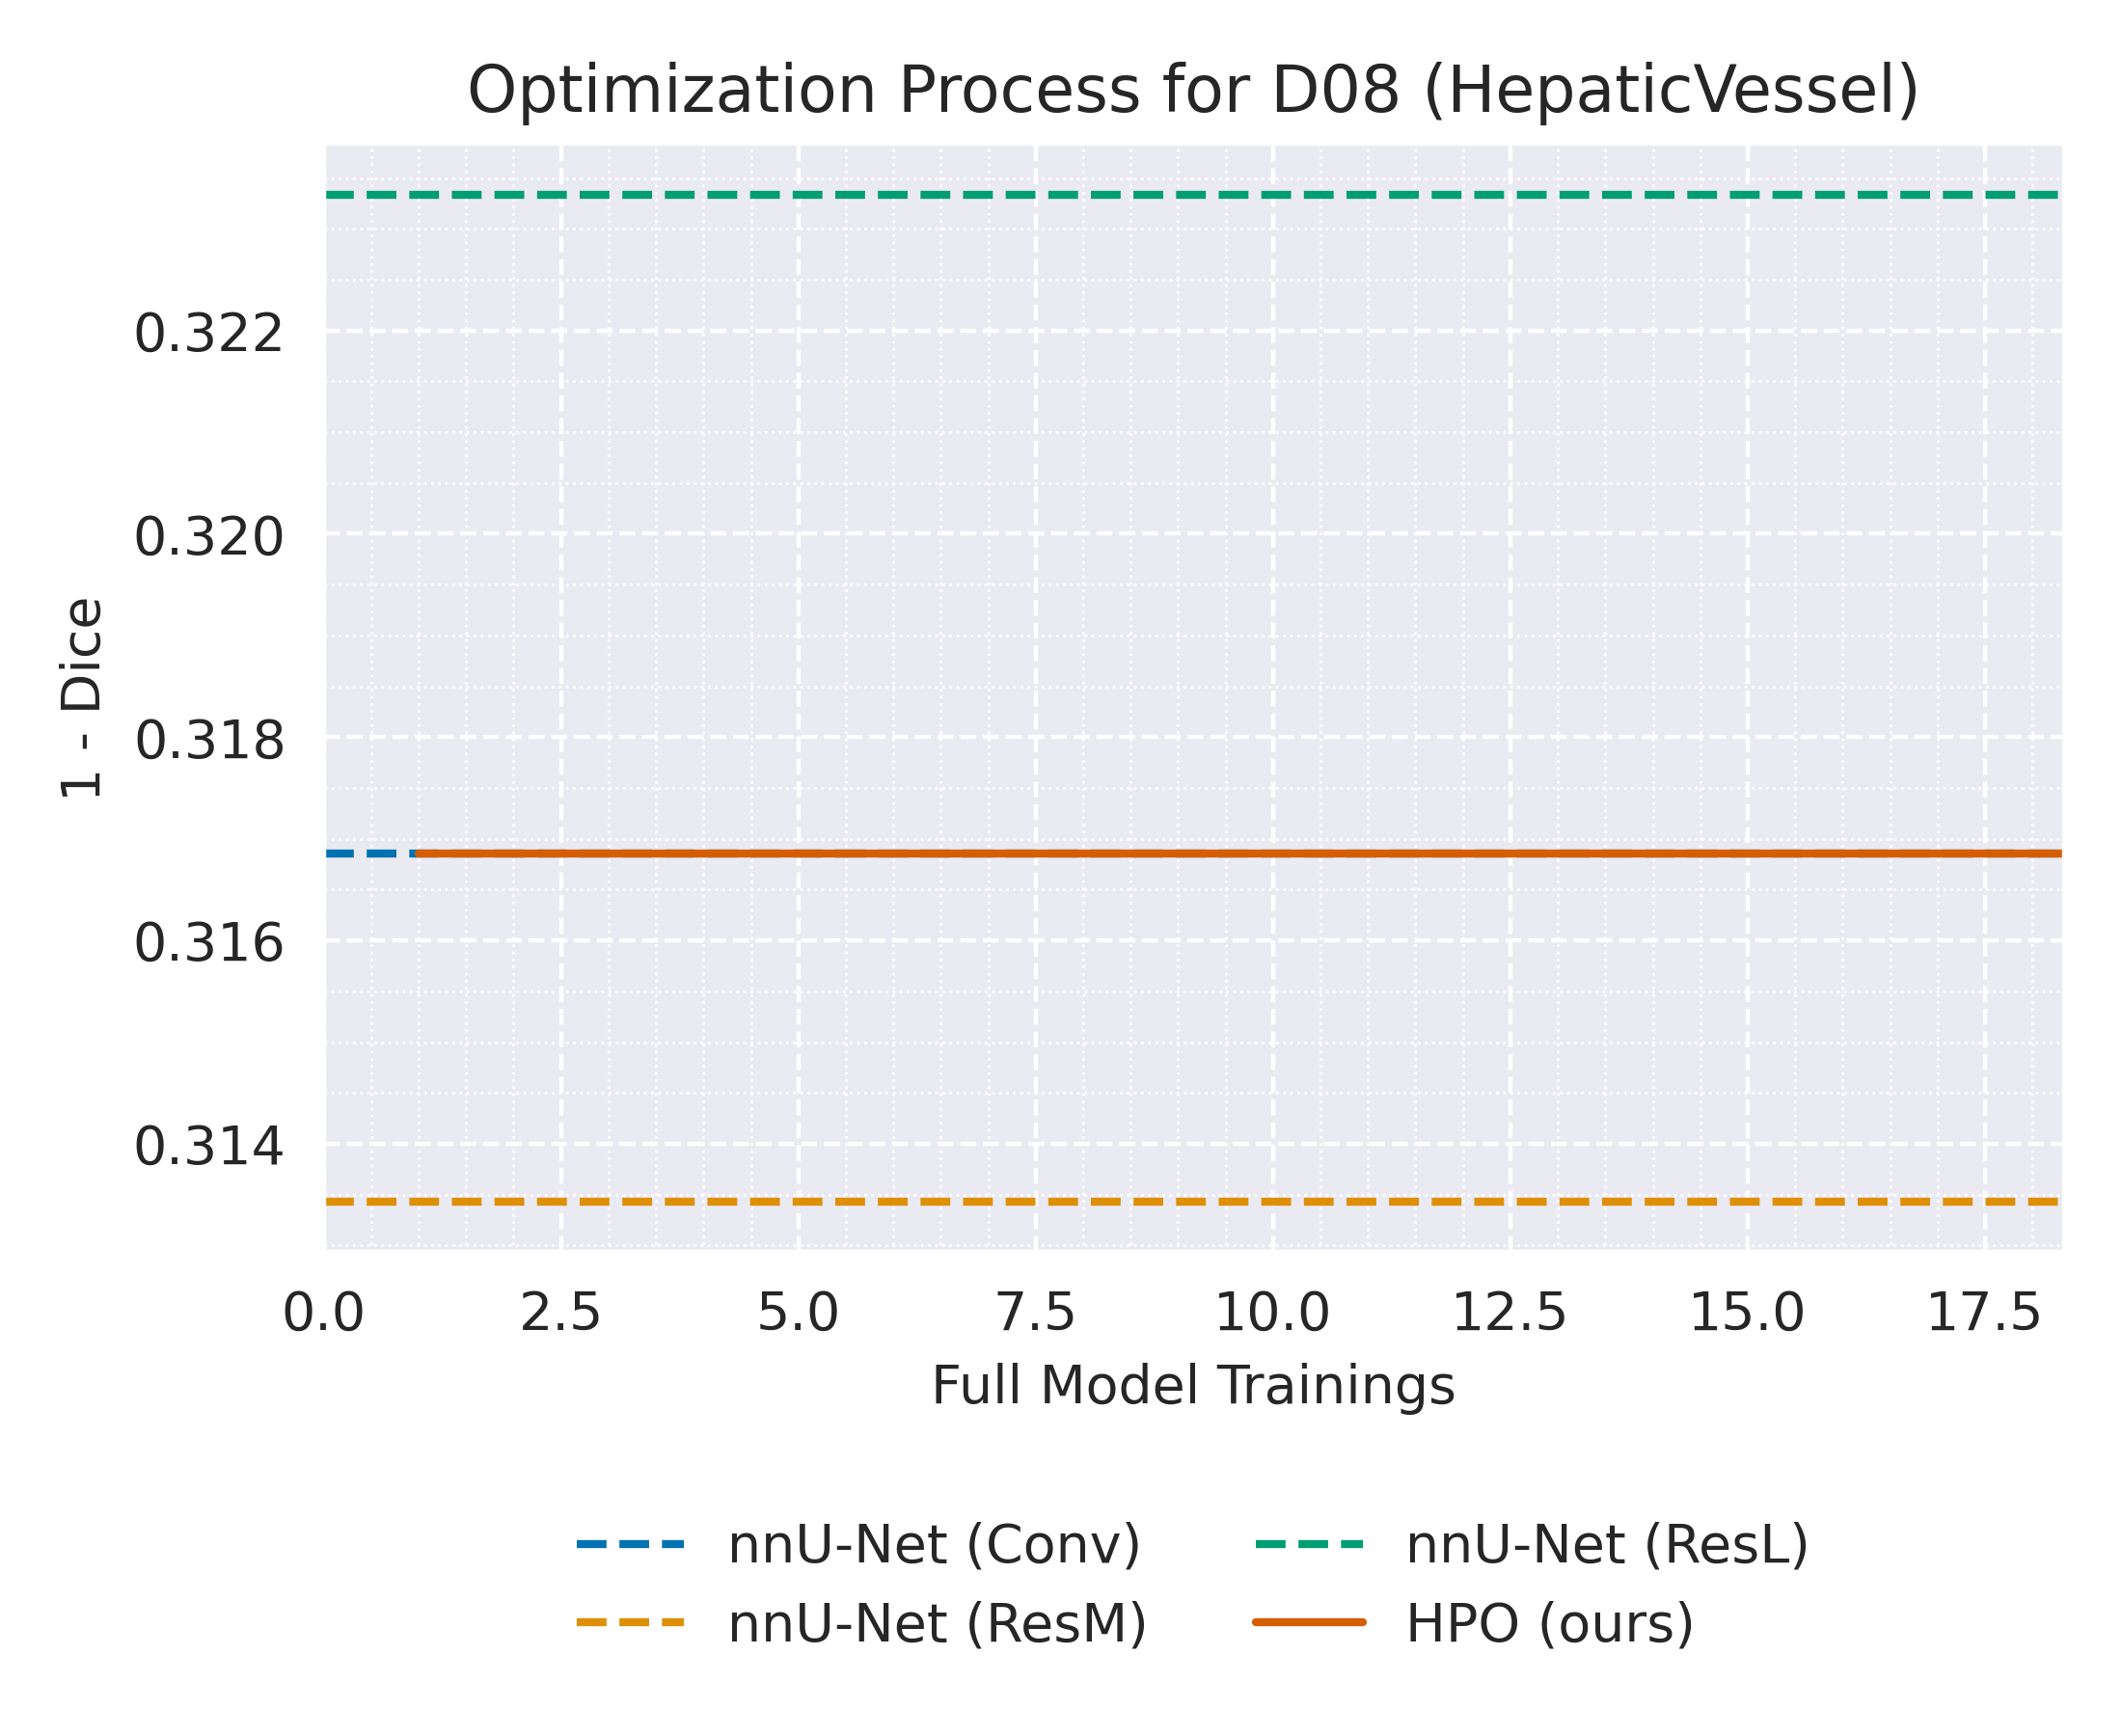 Optimization Process for D08 (HepaticVessel)
1 - Dice
0.322
0.320
0.318
0.316
0.314
0.0 2.5 5.0 7.5 10.0 12.5 15.0 17.5
Full Model Trainings
nnU-Net (Conv) nnU-Net (ResL)
nnU-Net (ResM) HPO (ours)